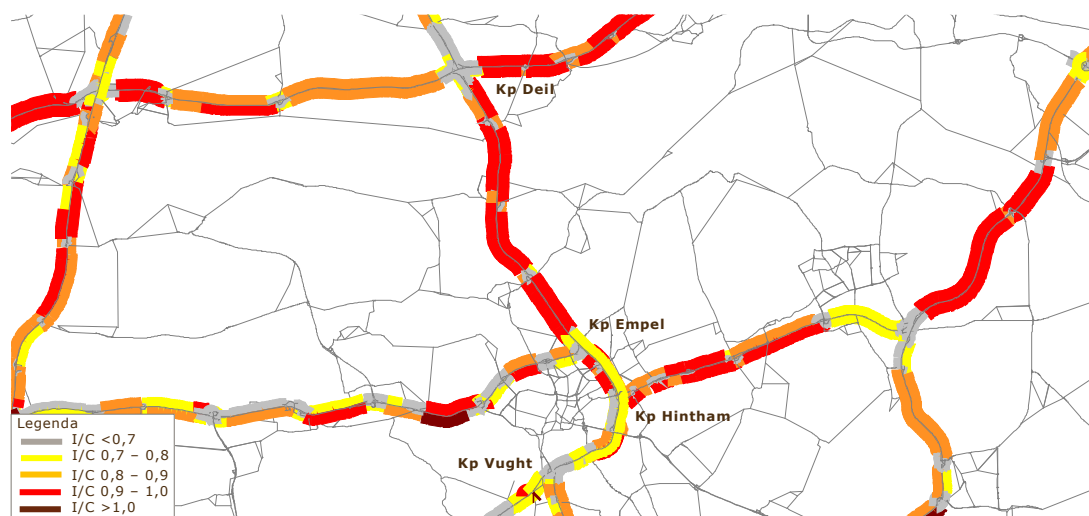 Kp Deil
Kp Empel
Kp Hintham
Kp Vught
Legenda
I/C <0,7
I/C 0,7 – 0,8
I/C 0,8 – 0,9
I/C 0,9 – 1,0
I/C >1,0